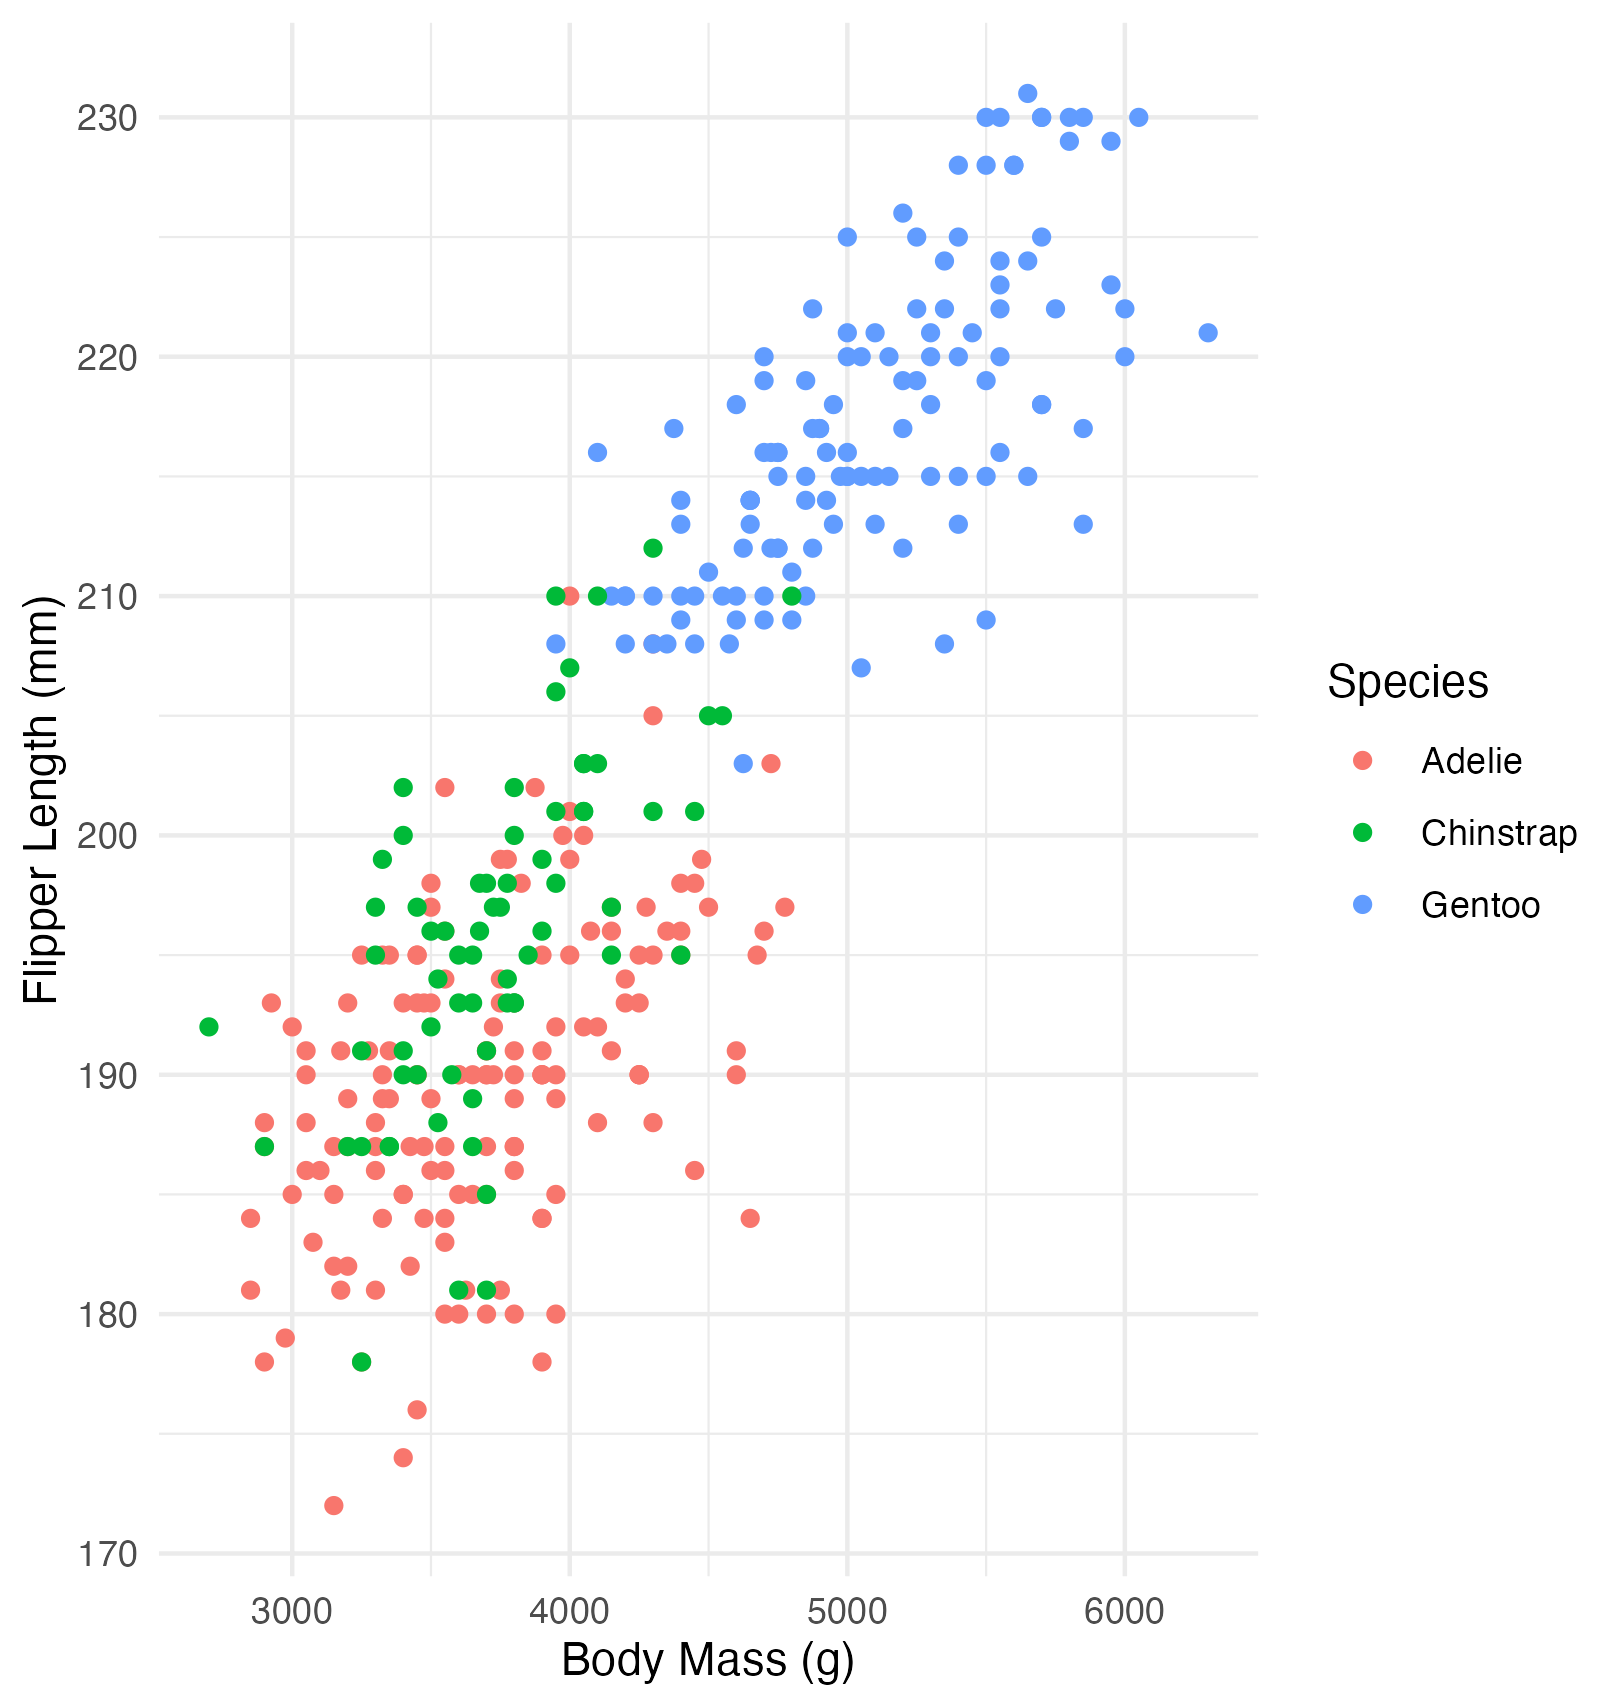 230
220
210
200
190
180
170
Flipper Length (mm)
3000 4000 5000 6000
Body Mass (g)
Species
Adelie
Chinstrap
Gentoo